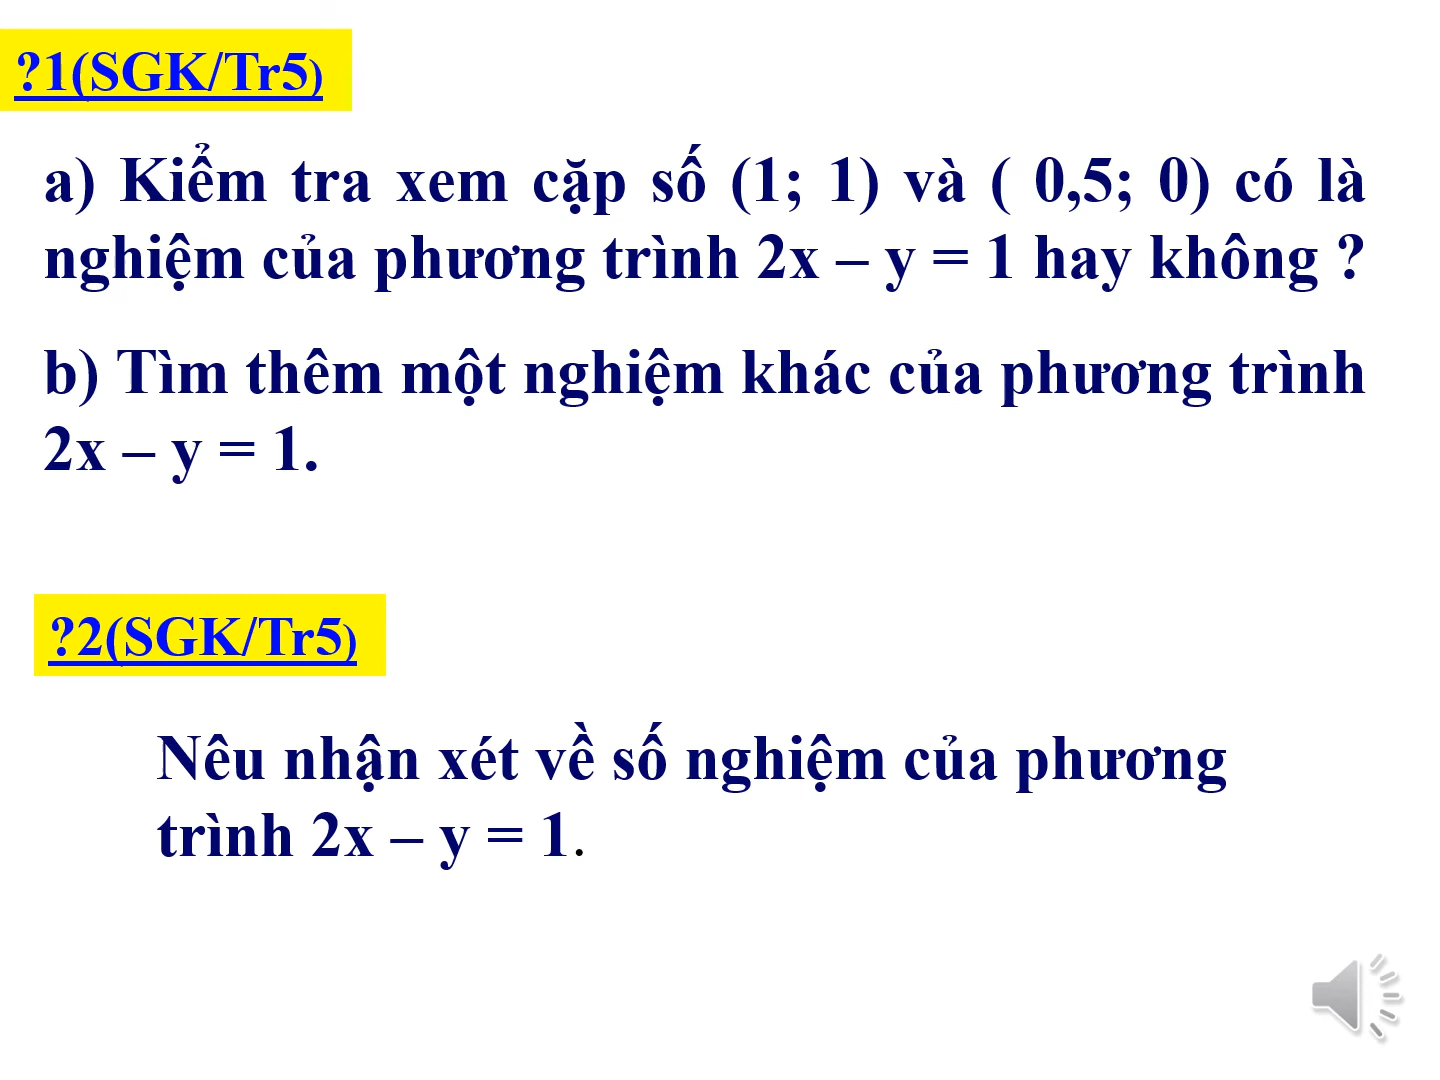 ?1(SGK/Tr5)
a) Kiểm tra xem cặp số (1; 1) và ( 0,5; 0) có là
nghiệm của phương trình 2x – y = 1 hay không ?
b) Tìm thêm một nghiệm khác của phương trình
2x – y = 1.
?2(SGK/Tr5)
Nêu nhận xét về số nghiệm của phương
trình 2x – y = 1.